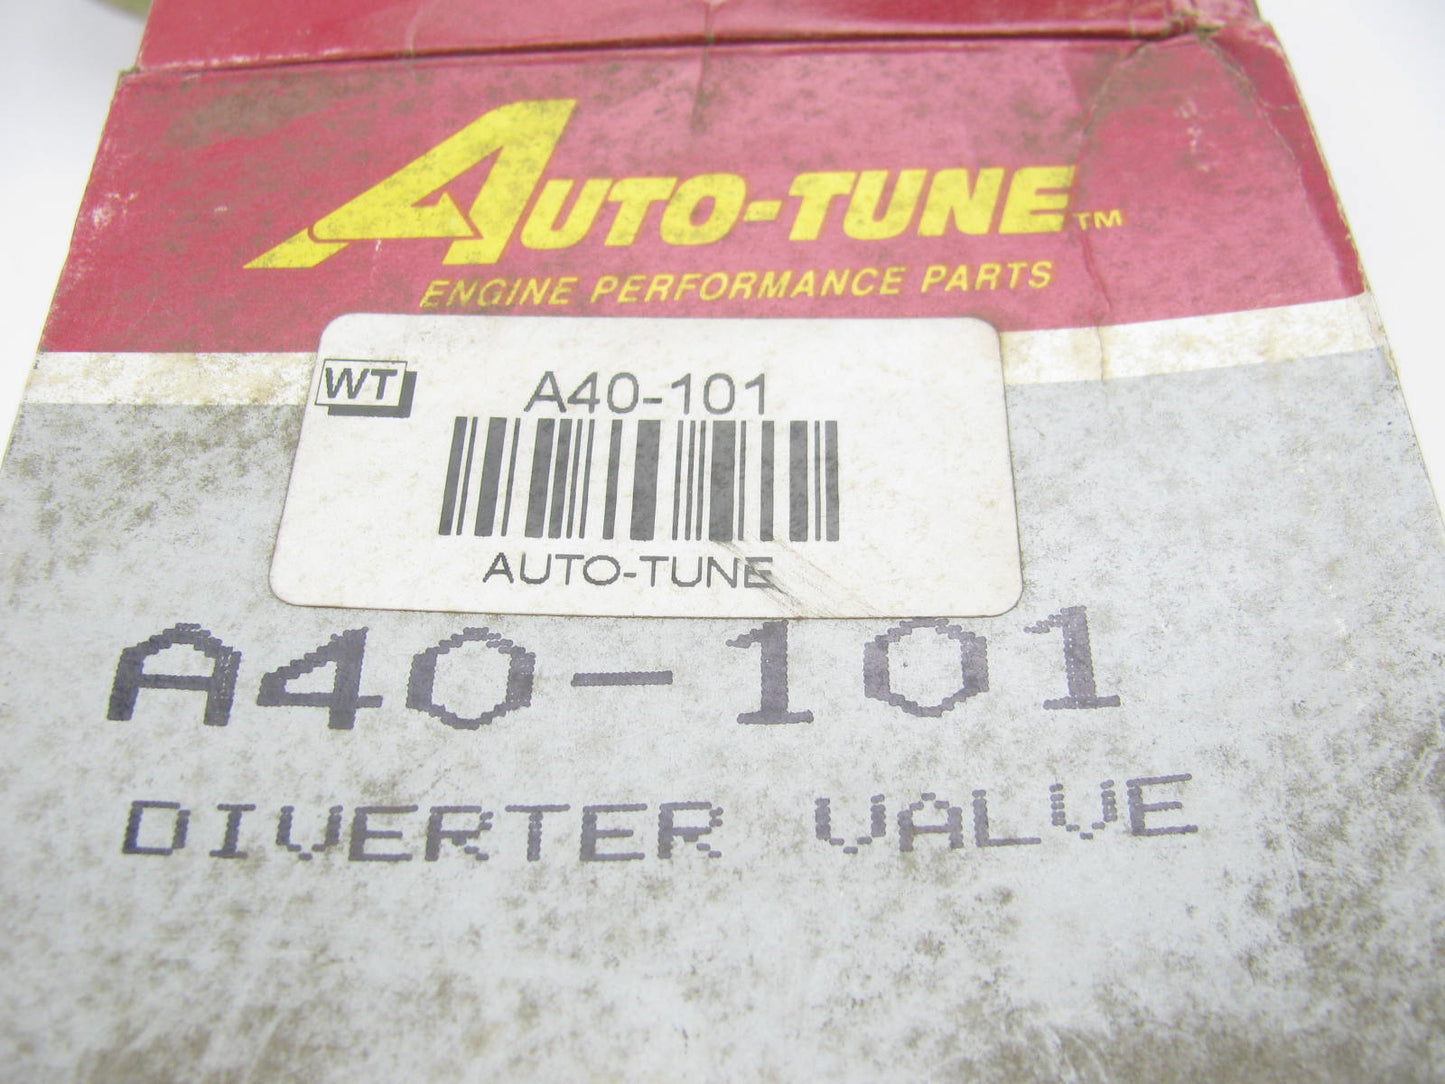 AUTO-TUNE™
ENGINE PERFORMANCE PARTS
WT
A40-101
AUTO-TUNE
A40-101
DIVERTER VALVE